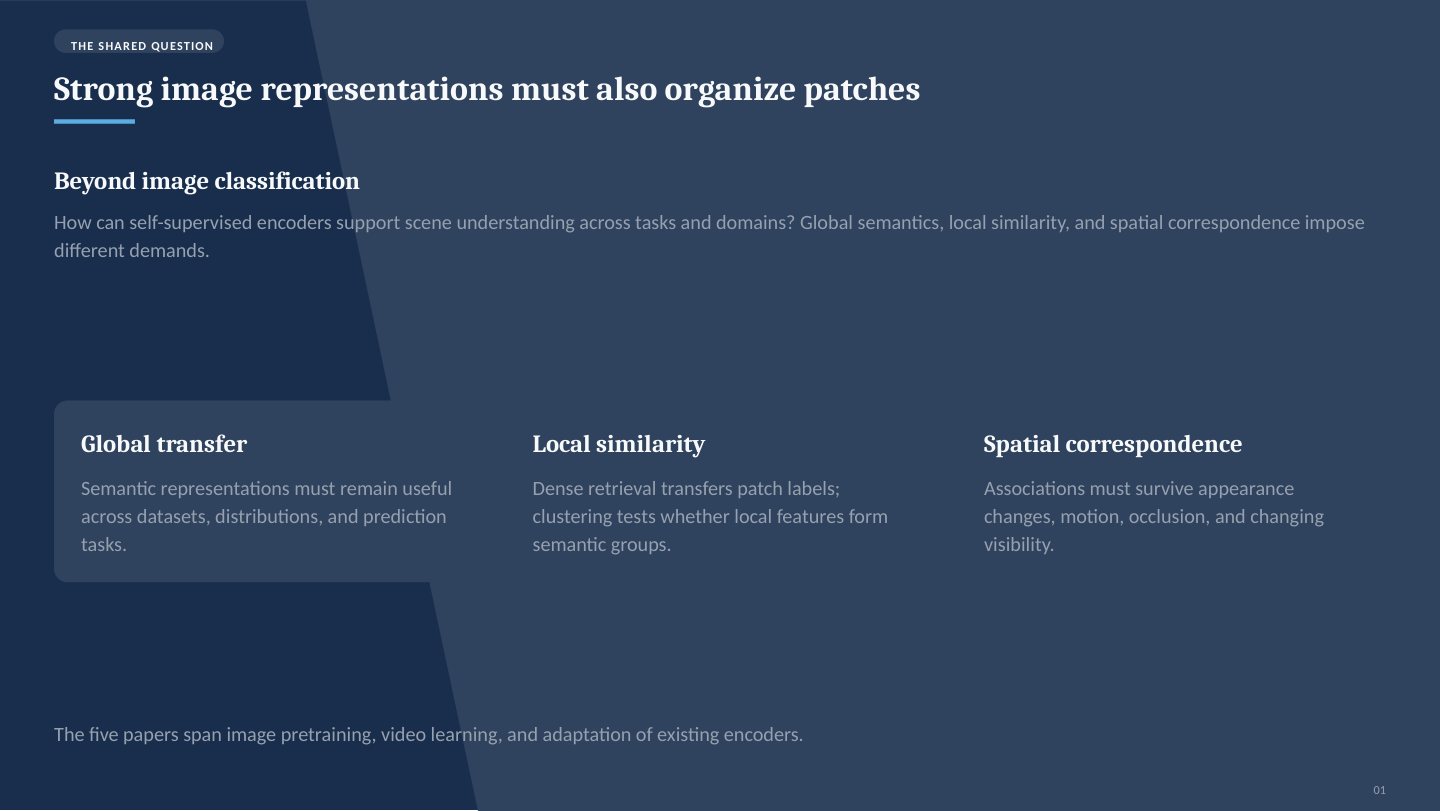 THE SHARED QUESTION
Strong image representations must also organize patches
Beyond image classification
How can self-supervised encoders support scene understanding across tasks and domains? Global semantics, local similarity, and spatial correspondence impose
different demands.
Global transfer
Semantic representations must remain useful
across datasets, distributions, and prediction
tasks.
Local similarity
Dense retrieval transfers patch labels;
clustering tests whether local features form
semantic groups.
Spatial correspondence
Associations must survive appearance
changes, motion, occlusion, and changing
visibility.
The five papers span image pretraining, video learning, and adaptation of existing encoders.
01